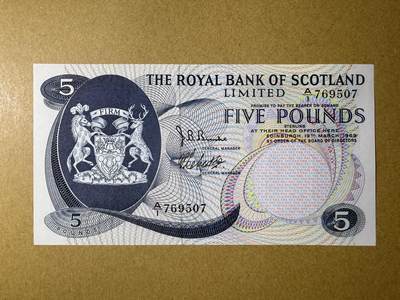 5
THE ROYAL BANK OF SCOTLAND
LIMITED A/1 769507
PROMISE TO PAY THE BEARER ON DEMAND
FIVE POUNDS
STERLING
AT THEIR HEAD OFFICE HERE
EDINBURGH, 19TH MARCH 1969
BY ORDER OF THE BOARD OF DIRECTORS
FIRM
GENERAL MANAGER
GENERAL MANAGER
A/1 769507
5
POUNDS
5